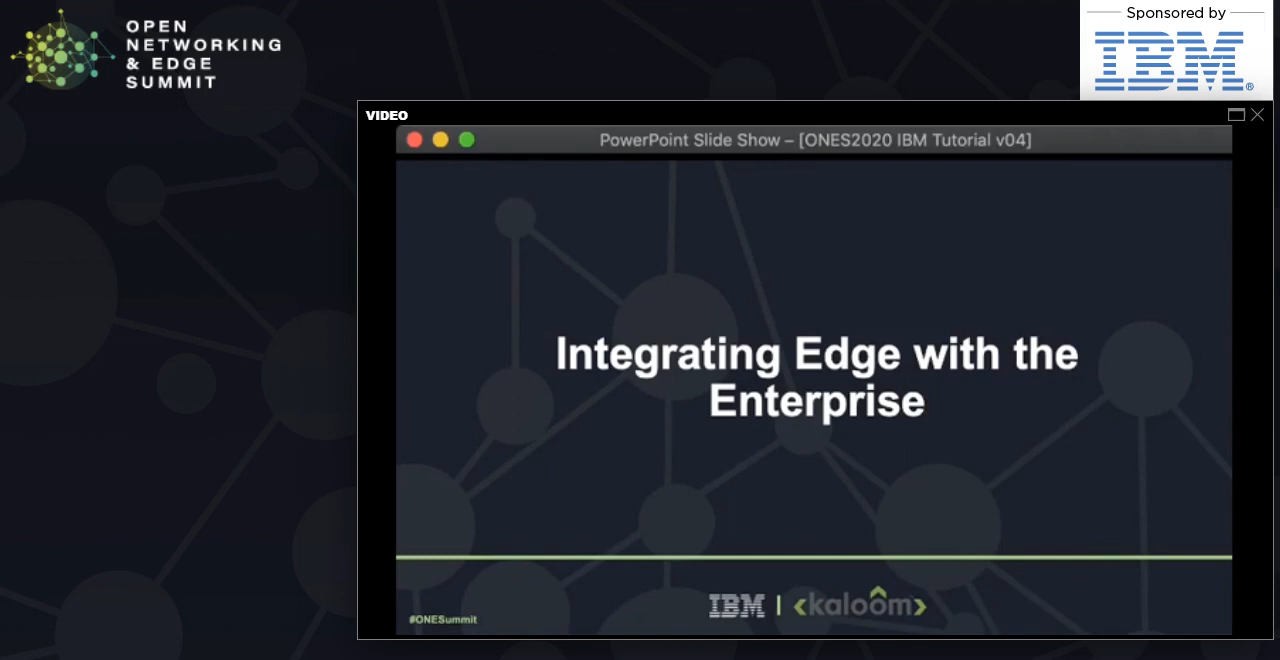 OPEN
NETWORKING
& EDGE
SUMMIT
Sponsored by
IBM®
VIDEO
PowerPoint Slide Show – [ONES2020 IBM Tutorial v04]
Integrating Edge with the
Enterprise
IBM | <kaloom>
#ONESummit